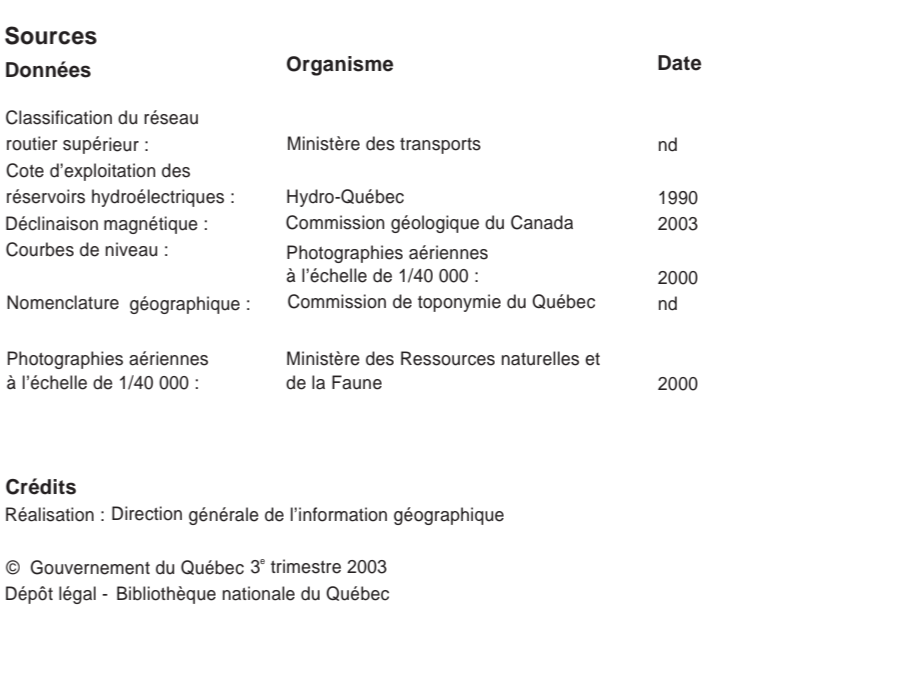 Sources
Données Organisme Date
Classification du réseau
routier supérieur : Ministère des transports nd
Cote d'exploitation des
réservoirs hydroélectriques : Hydro-Québec 1990
Déclinaison magnétique : Commission géologique du Canada 2003
Courbes de niveau : Photographies aériennes
à l'échelle de 1/40 000 : 2000
Nomenclature géographique : Commission de toponymie du Québec nd
Photographies aériennes Ministère des Ressources naturelles et
à l'échelle de 1/40 000 : de la Faune 2000
Crédits
Réalisation : Direction générale de l'information géographique
© Gouvernement du Québec 3e trimestre 2003
Dépôt légal - Bibliothèque nationale du Québec